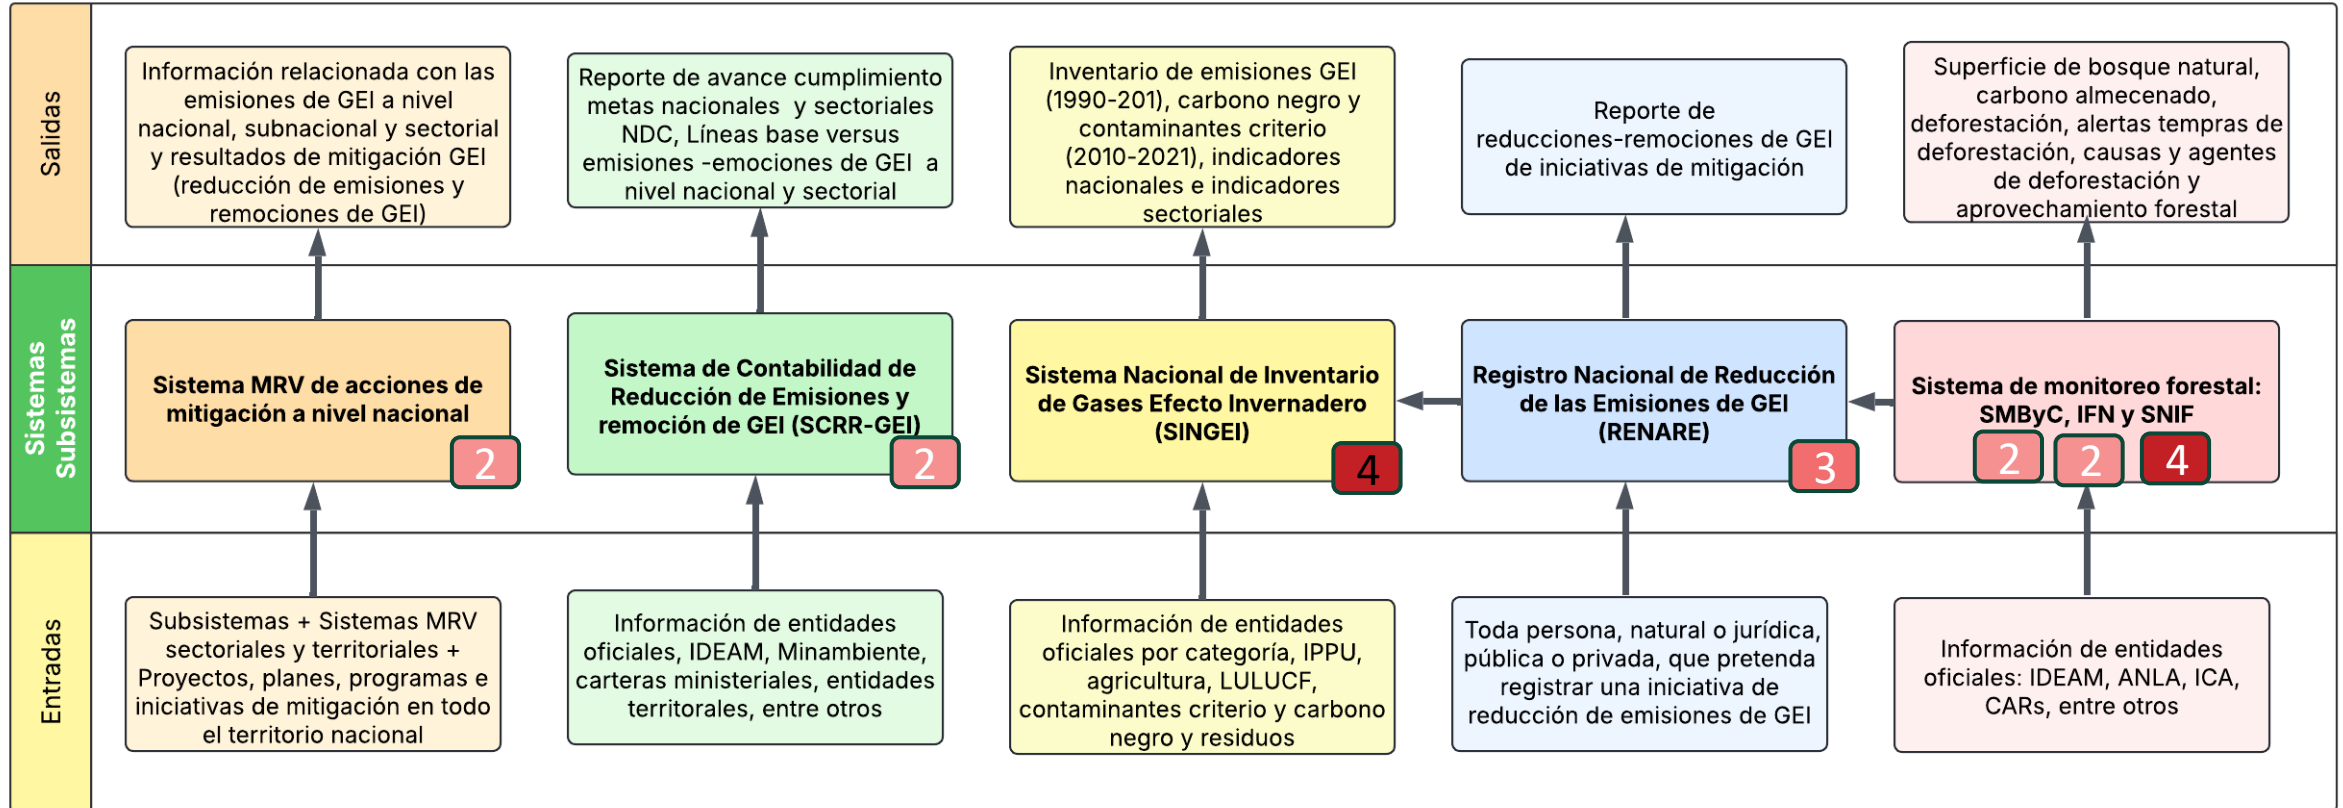 Salidas
Información relacionada con las
emisiones de GEI a nivel
nacional, subnacional y sectorial
y resultados de mitigación GEI
(reducción de emisiones y
remociones de GEI)
Reporte de avance cumplimiento
metas nacionales y sectoriales
NDC, Líneas base versus
emisiones -emociones de GEI a
nivel nacional y sectorial
Inventario de emisiones GEI
(1990-201), carbono negro y
contaminantes criterio
(2010-2021), indicadores
nacionales e indicadores
sectoriales
Reporte de
reducciones-remociones de GEI
de iniciativas de mitigación
Superficie de bosque natural,
carbono almecenado,
deforestación, alertas tempras de
deforestación, causas y agentes
de deforestación y
aprovechamiento forestal
Sistemas
Subsistemas
Sistema MRV de acciones de
mitigación a nivel nacional
2
Sistema de Contabilidad de
Reducción de Emisiones y
remoción de GEI (SCRR-GEI)
2
Sistema Nacional de Inventario
de Gases Efecto Invernadero
(SINGEI)
4
Registro Nacional de Reducción
de las Emisiones de GEI
(RENARE)
3
Sistema de monitoreo forestal:
SMByC, IFN y SNIF
2 2 4
Entradas
Subsistemas + Sistemas MRV
sectoriales y territoriales +
Proyectos, planes, programas e
iniciativas de mitigación en todo
el territorio nacional
Información de entidades
oficiales, IDEAM, Minambiente,
carteras ministeriales, entidades
territorales, entre otros
Información de entidades
oficiales por categoría, IPPU,
agricultura, LULUCF,
contaminantes criterio y carbono
negro y residuos
Toda persona, natural o jurídica,
pública o privada, que pretenda
registrar una iniciativa de
reducción de emisiones de GEI
Información de entidades
oficiales: IDEAM, ANLA, ICA,
CARs, entre otros